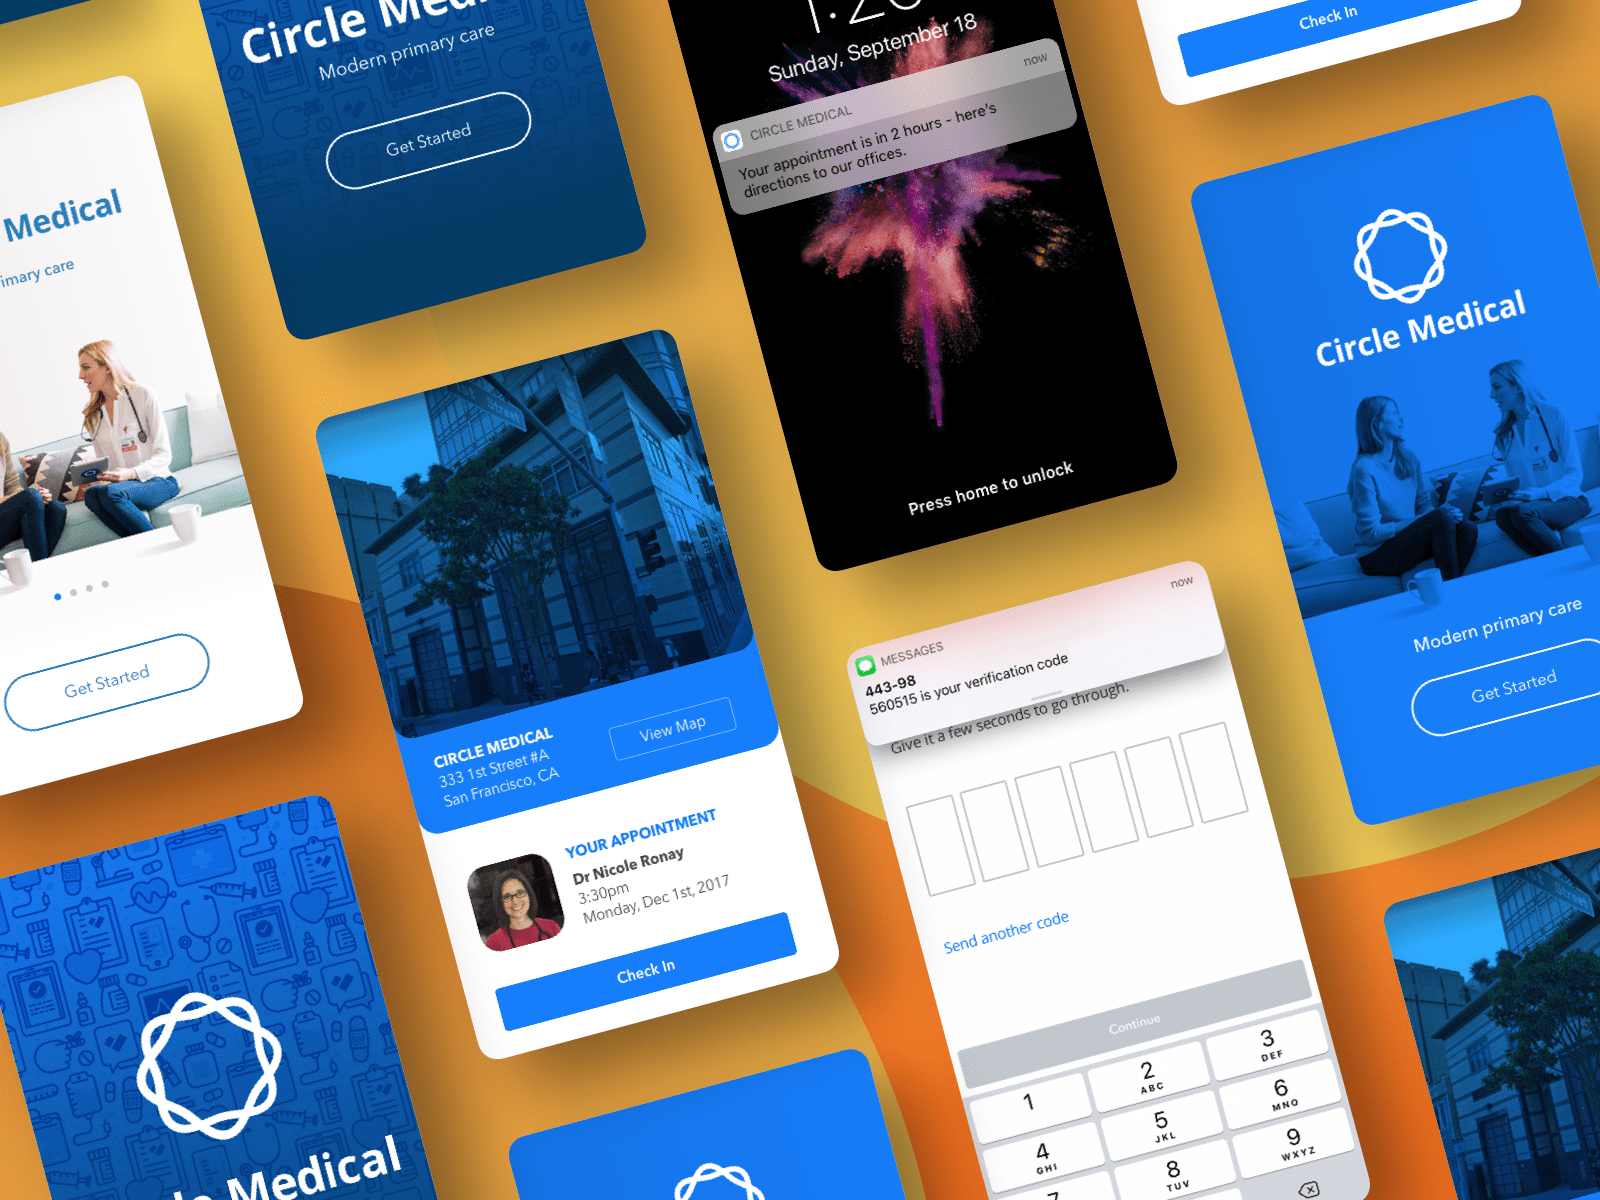 Circle Medical
Modern primary care
Get Started
Medical
imary care
Get Started
Sunday, September 18
CIRCLE MEDICAL
now
Your appointment is in 2 hours - here's
directions to our offices.
Press home to unlock
Check In
Circle Medical
Modern primary care
Get Started
Street
CIRCLE MEDICAL
333 1st Street #A
San Francisco, CA
View Map
YOUR APPOINTMENT
Dr Nicole Ronay
3:30pm
Monday, Dec 1st, 2017
Check In
MESSAGES
now
443-98
560515 is your verification code
Give it a few seconds to go through.
Send another code
Continue
1
2 ABC
3 DEF
4 GHI
5 JKL
6 MNO
7
8 TUV
9 WXYZ
Medical